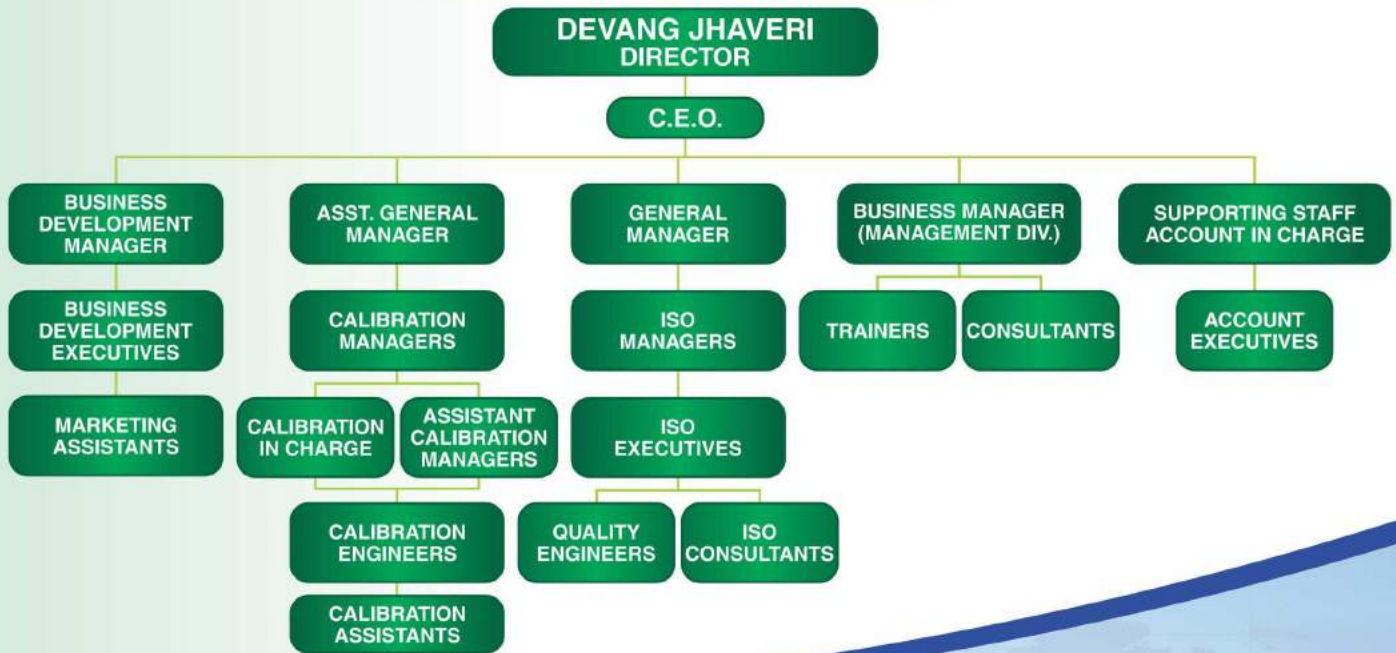 DEVANG JHAVERI
DIRECTOR
C.E.O.
BUSINESS
DEVELOPMENT
MANAGER
ASST. GENERAL
MANAGER
GENERAL
MANAGER
BUSINESS MANAGER
(MANAGEMENT DIV.)
SUPPORTING STAFF
ACCOUNT IN CHARGE
BUSINESS
DEVELOPMENT
EXECUTIVES
CALIBRATION
MANAGERS
ISO
MANAGERS
TRAINERS
CONSULTANTS
ACCOUNT
EXECUTIVES
MARKETING
ASSISTANTS
CALIBRATION
IN CHARGE
ASSISTANT
CALIBRATION
MANAGERS
ISO
EXECUTIVES
CALIBRATION
ENGINEERS
QUALITY
ENGINEERS
ISO
CONSULTANTS
CALIBRATION
ASSISTANTS